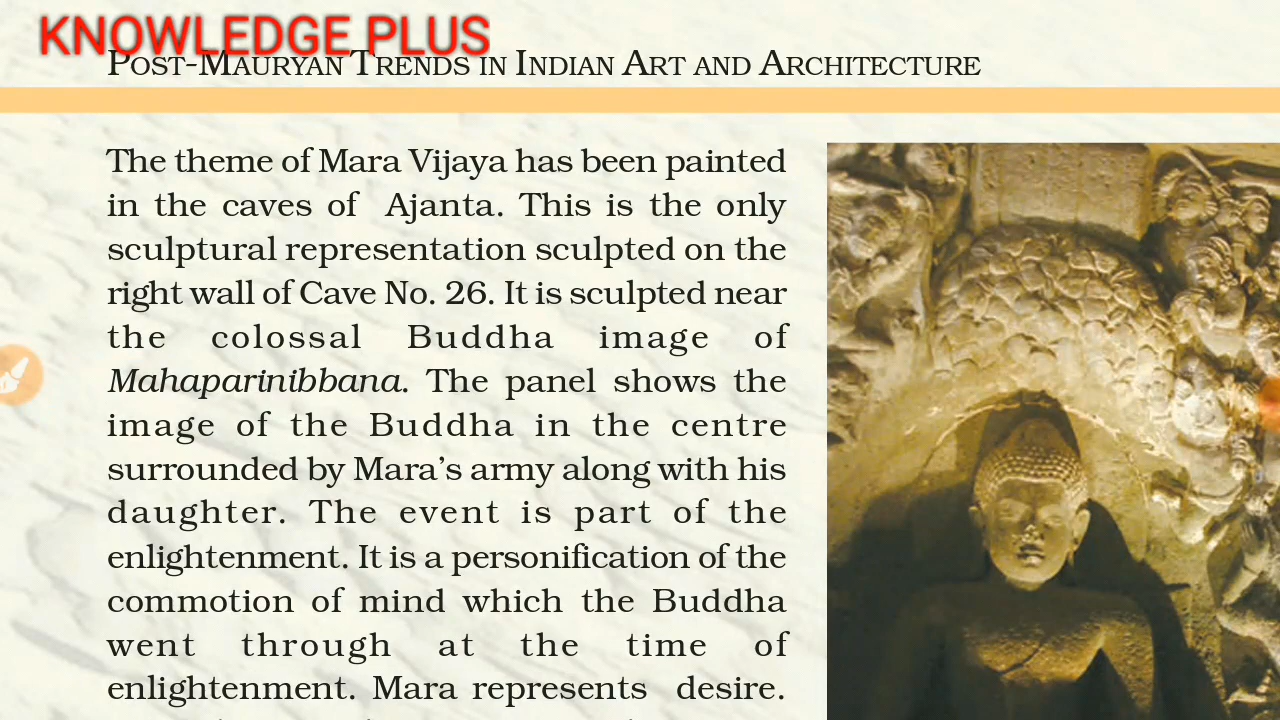 KNOWLEDGE PLUS
POST-MAURYAN TRENDS IN INDIAN ART AND ARCHITECTURE
The theme of Mara Vijaya has been painted
in the caves of Ajanta. This is the only
sculptural representation sculpted on the
right wall of Cave No. 26. It is sculpted near
the colossal Buddha image of
Mahaparinibbana. The panel shows the
image of the Buddha in the centre
surrounded by Mara’s army along with his
daughter. The event is part of the
enlightenment. It is a personification of the
commotion of mind which the Buddha
went through at the time of
enlightenment. Mara represents desire.